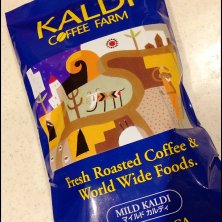 KALDI
COFFEE FARM
Fresh Roasted Coffee &
World Wide Foods.
MILD KALDI
マイルド カルディ